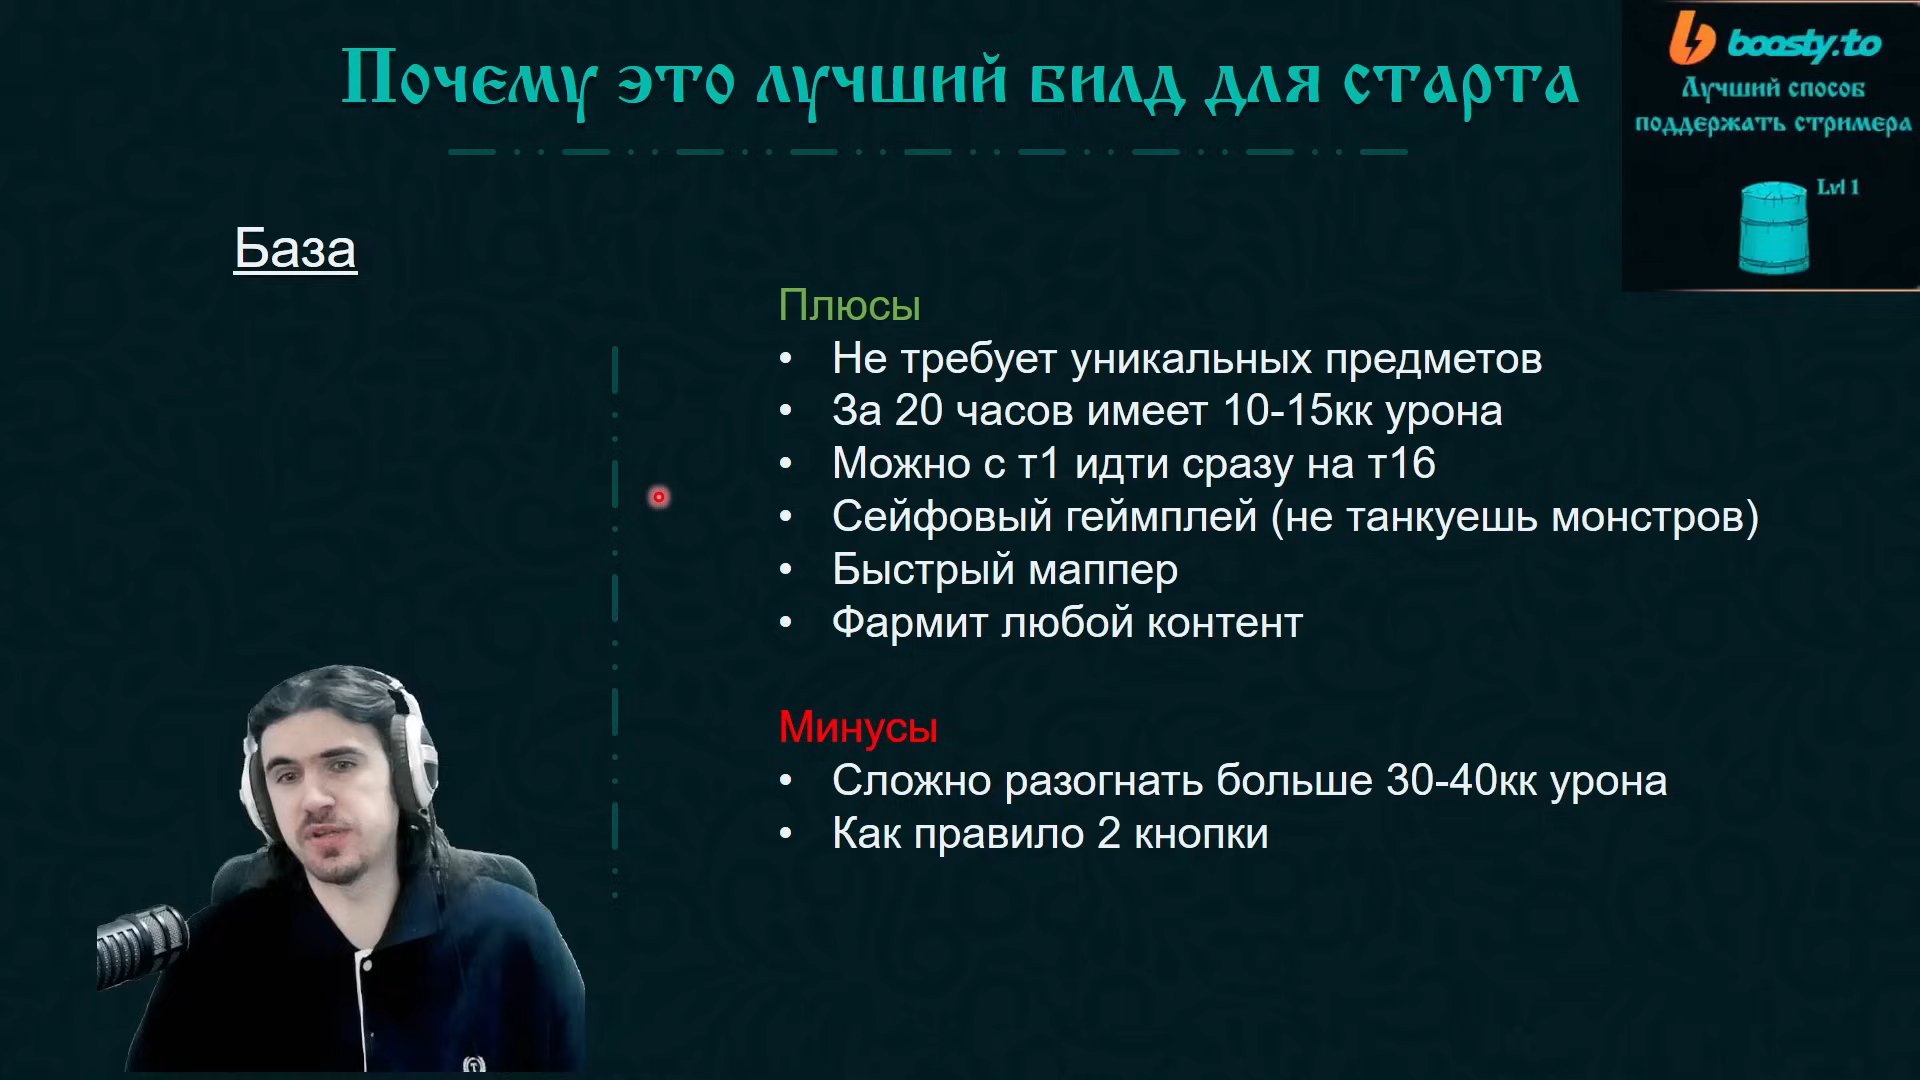 Почему это лучший билд для старта
boosty.to
Лучший способ
поддержать стримера
Lvl 1
База
Плюсы
• Не требует уникальных предметов
• За 20 часов имеет 10-15кк урона
• Можно с т1 идти сразу на т16
• Сейфовый геймплей (не танкуешь монстров)
• Быстрый маппер
• Фармит любой контент
Минусы
• Сложно разогнать больше 30-40кк урона
• Как правило 2 кнопки